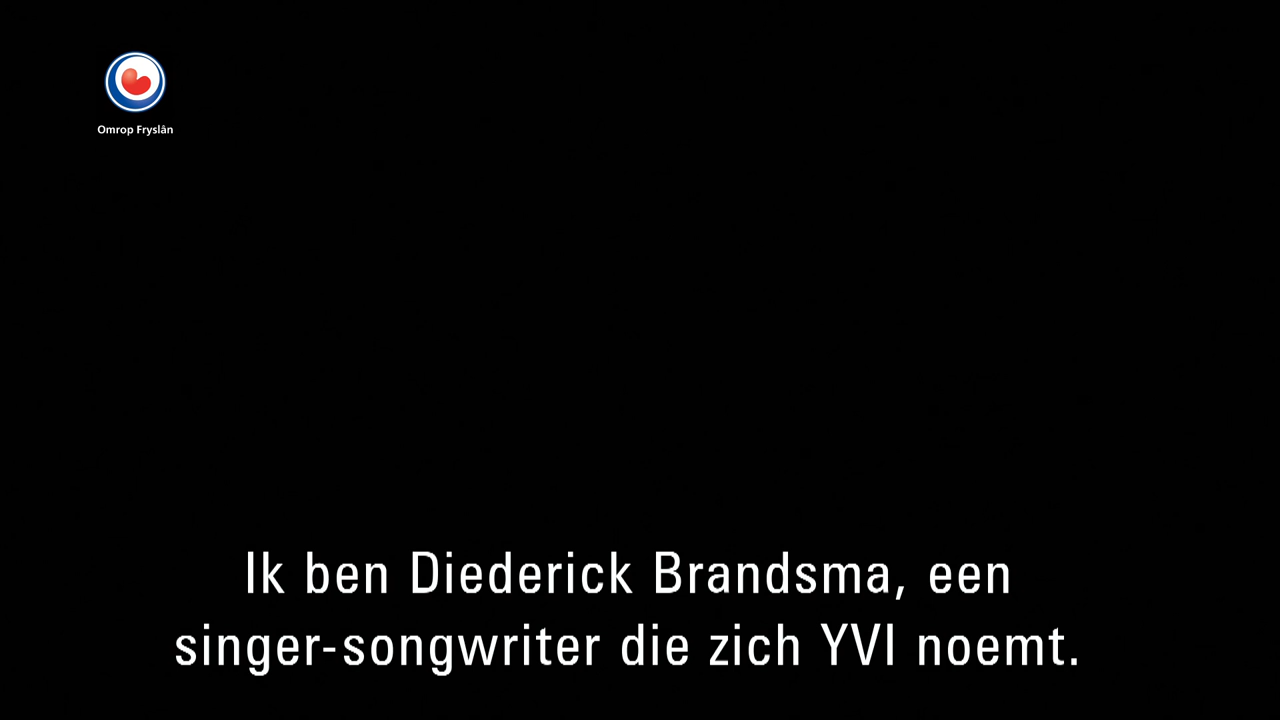 Omrop Fryslân
Ik ben Diederick Brandsma, een
singer-songwriter die zich YVI noemt.